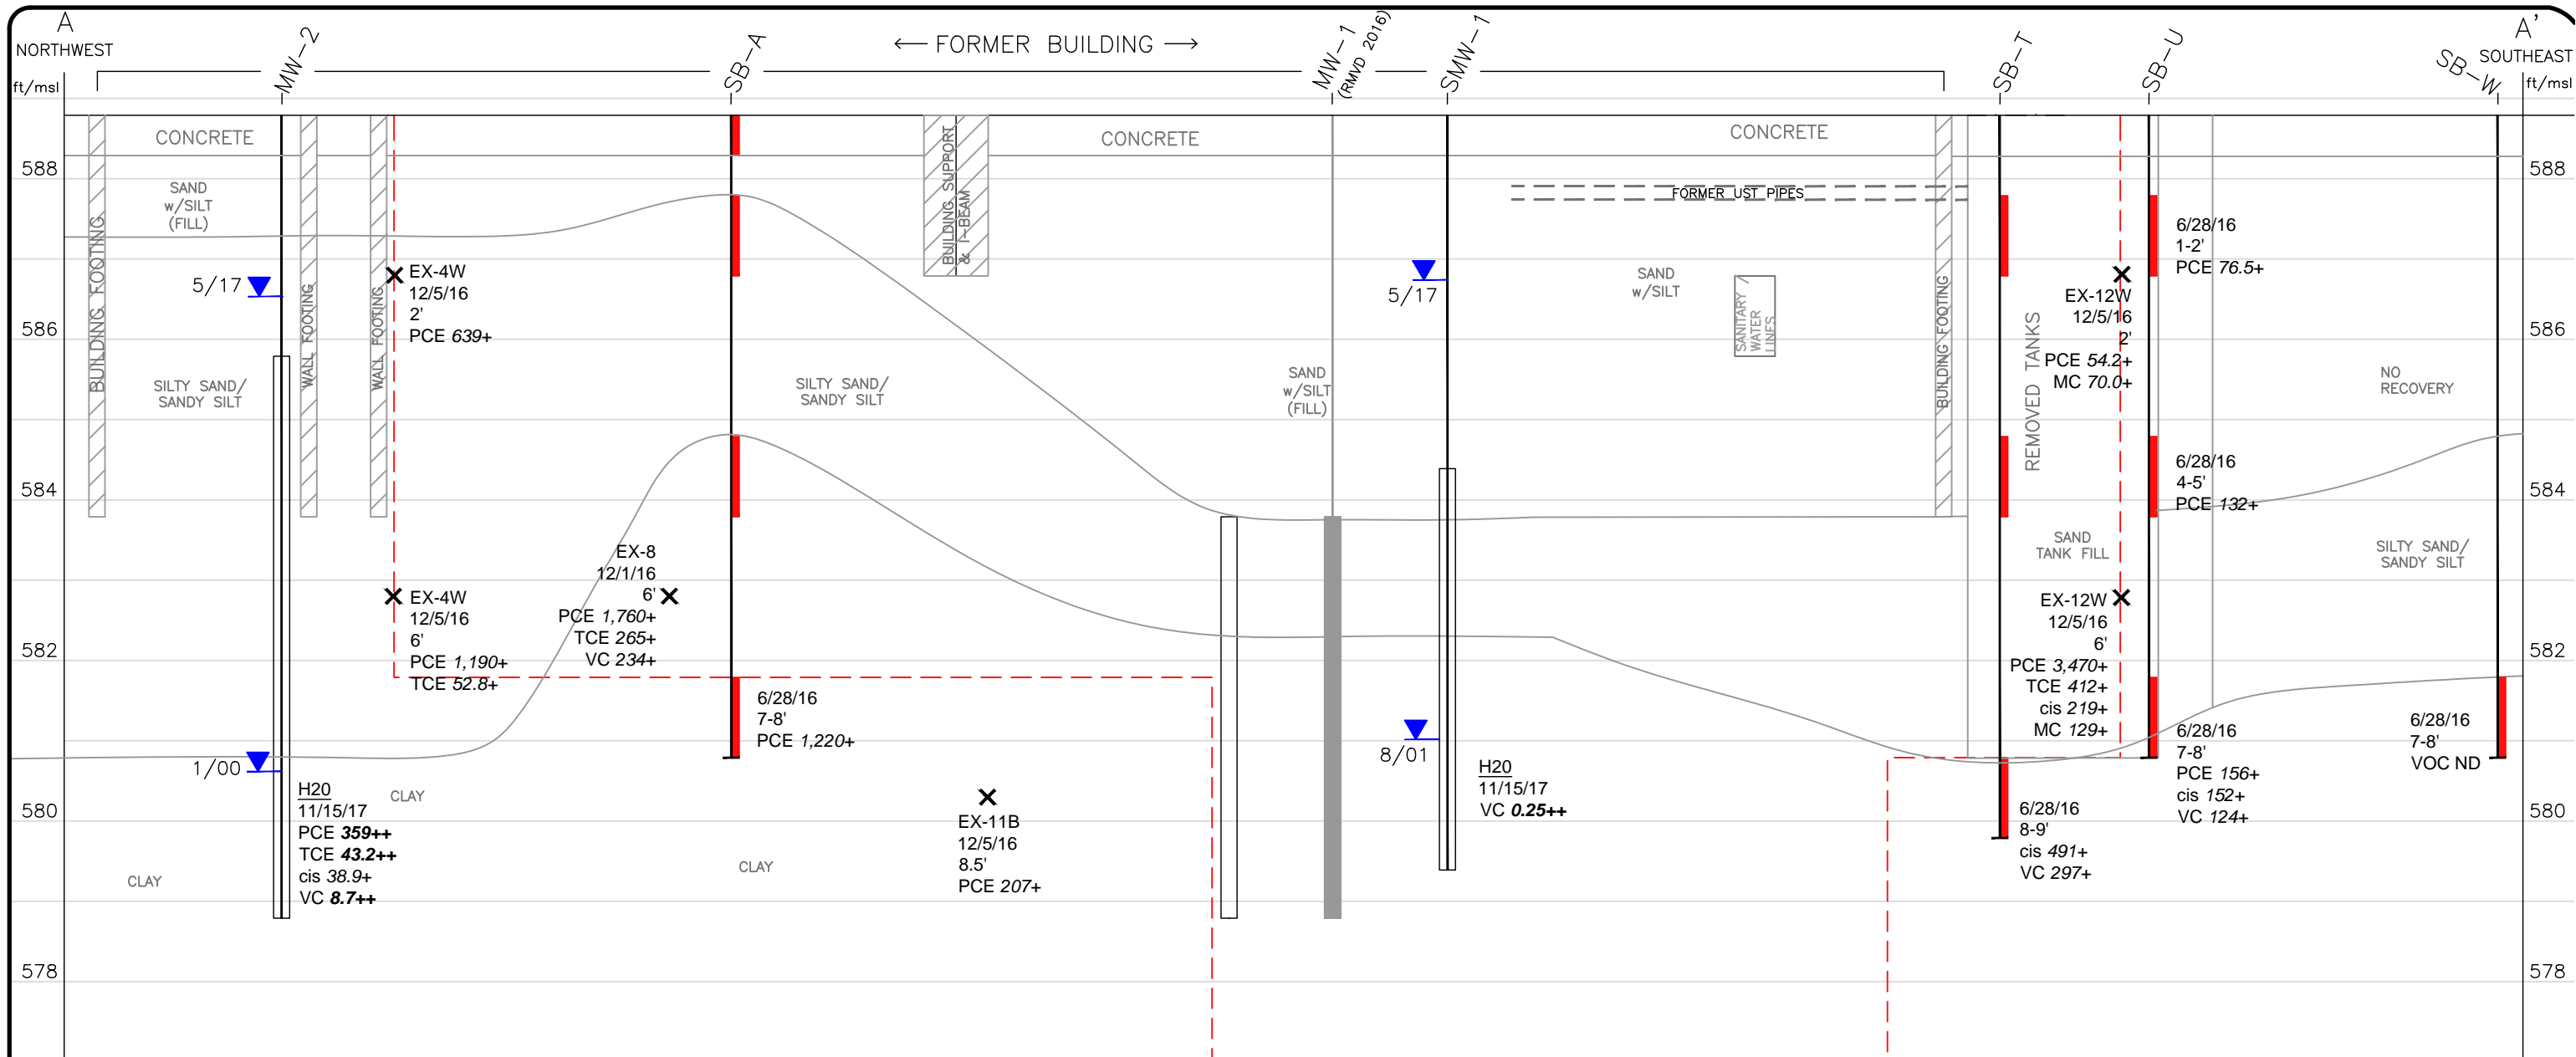 A
NORTHWEST
ft/msl
MW-2
SB-A
← FORMER BUILDING →
MW-1
(RMVD 2016)
SMW-1
SB-T
SB-U
SB-W
A'
SOUTHEAST
ft/msl
CONCRETE
CONCRETE
CONCRETE
588
586
584
582
580
578
588
586
584
582
580
578
SAND
w/SILT
(FILL)
BUILDING FOOTING
WALL FOOTING
WALL FOOTING
5/17
SILTY SAND/
SANDY SILT
EX-4W
12/5/16
2'
PCE 639+
EX-4W
12/5/16
6'
PCE 1,190+
TCE 52.8+
1/00
H20
11/15/17
PCE 359++
TCE 43.2++
cis 38.9+
VC 8.7++
CLAY
CLAY
EX-8
12/1/16
6'
PCE 1,760+
TCE 265+
VC 234+
SILTY SAND/
SANDY SILT
6/28/16
7-8'
PCE 1,220+
CLAY
BUILDING SUPPORT
& I-BEAM
EX-11B
12/5/16
8.5'
PCE 207+
SAND
w/SILT
(FILL)
5/17
8/01
H20
11/15/17
VC 0.25++
FORMER UST PIPES
SAND
w/SILT
SANITARY /
WATER
LINES
BUILDING FOOTING
REMOVED TANKS
SAND
TANK FILL
EX-12W
12/5/16
2'
PCE 54.2+
MC 70.0+
EX-12W
12/5/16
6'
PCE 3,470+
TCE 412+
cis 219+
MC 129+
6/28/16
8-9'
cis 491+
VC 297+
6/28/16
1-2'
PCE 76.5+
6/28/16
4-5'
PCE 132+
6/28/16
7-8'
PCE 156+
cis 152+
VC 124+
NO
RECOVERY
SILTY SAND/
SANDY SILT
6/28/16
7-8'
VOC ND